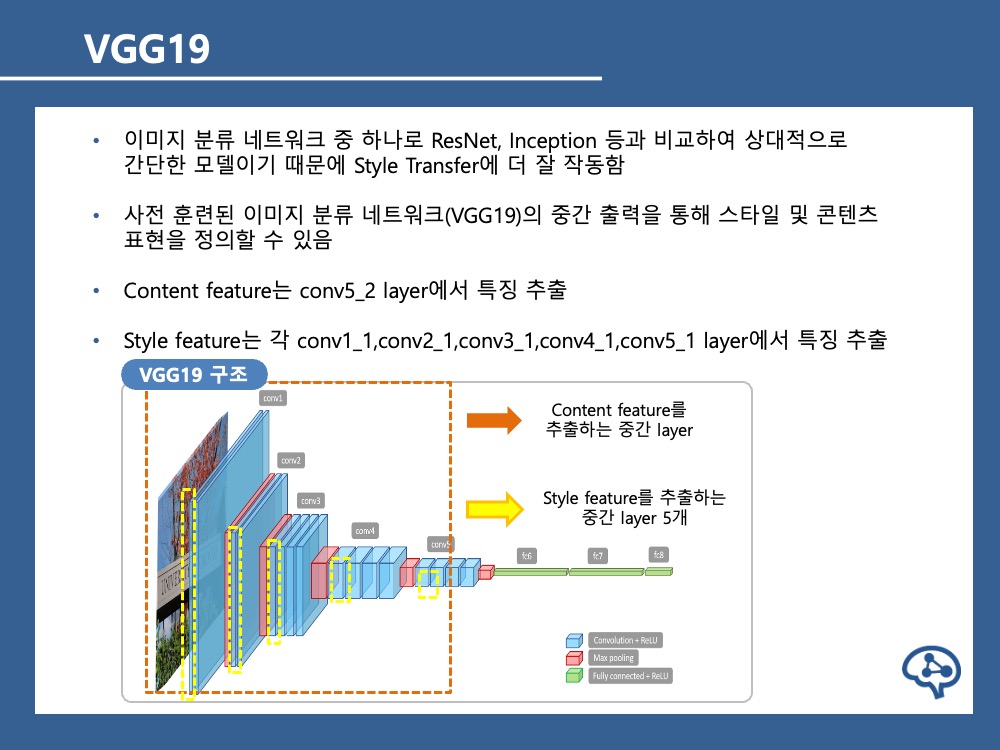 VGG19
• 이미지 분류 네트워크 중 하나로 ResNet, Inception 등과 비교하여 상대적으로
간단한 모델이기 때문에 Style Transfer에 더 잘 작동함
• 사전 훈련된 이미지 분류 네트워크(VGG19)의 중간 출력을 통해 스타일 및 콘텐츠
표현을 정의할 수 있음
• Content feature는 conv5_2 layer에서 특징 추출
• Style feature는 각 conv1_1,conv2_1,conv3_1,conv4_1,conv5_1 layer에서 특징 추출
VGG19 구조
conv1
conv2
conv3
conv4
conv5
fc6
fc7
fc8
Content feature를
추출하는 중간 layer
Style feature를 추출하는
중간 layer 5개
Convolution + ReLU
Max pooling
Fully connected + ReLU